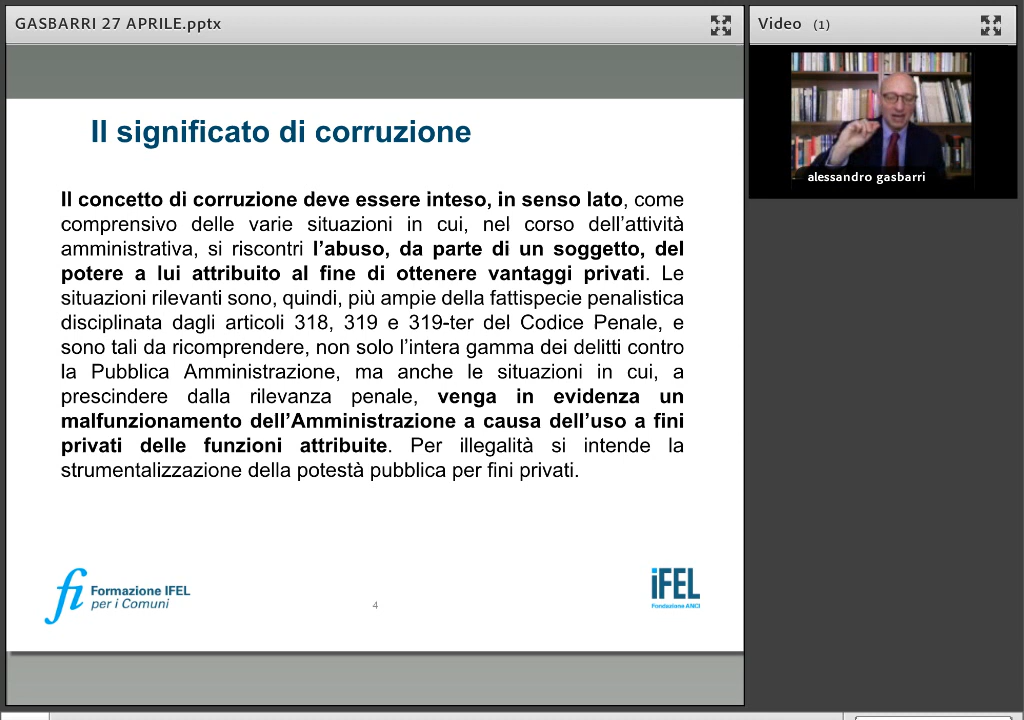 GASBARRI 27 APRILE.pptx
Video (1)
alessandro gasbarri
Il significato di corruzione
Il concetto di corruzione deve essere inteso, in senso lato, come
comprensivo delle varie situazioni in cui, nel corso dell’attività
amministrativa, si riscontri l’abuso, da parte di un soggetto, del
potere a lui attribuito al fine di ottenere vantaggi privati. Le
situazioni rilevanti sono, quindi, più ampie della fattispecie penalistica
disciplinata dagli articoli 318, 319 e 319-ter del Codice Penale, e
sono tali da ricomprendere, non solo l’intera gamma dei delitti contro
la Pubblica Amministrazione, ma anche le situazioni in cui, a
prescindere dalla rilevanza penale, venga in evidenza un
malfunzionamento dell’Amministrazione a causa dell’uso a fini
privati delle funzioni attribuite. Per illegalità si intende la
strumentalizzazione della potestà pubblica per fini privati.
fi Formazione IFEL
per i Comuni
4
iFEL
Fondazione ANCI